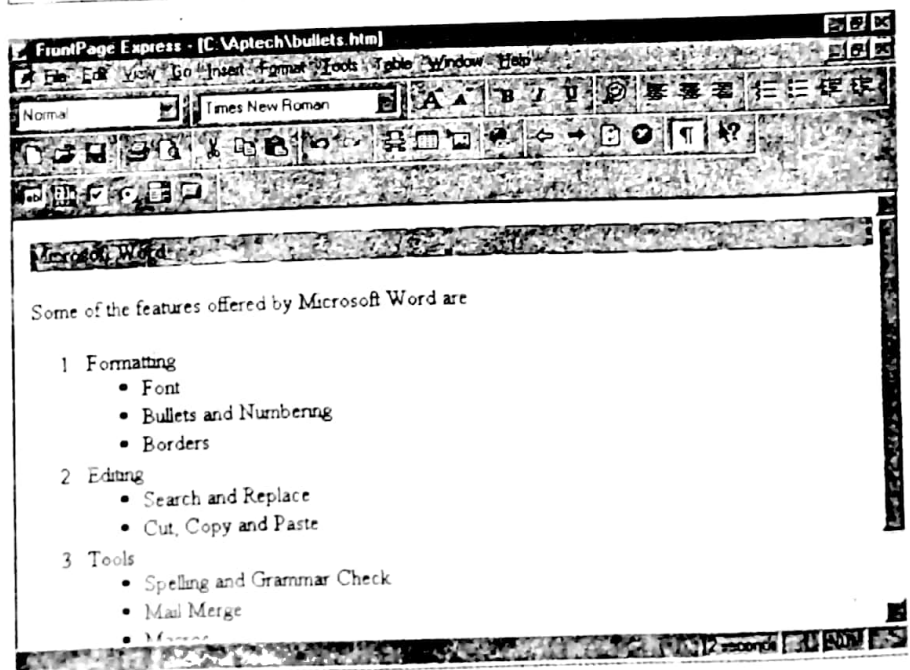 FrontPage Express - [C:\Aptech\bullets.htm]
File Edit View Go Insert Format Tools Table Window Help
Normal Times New Roman A A B I U
Microsoft Word
Some of the features offered by Microsoft Word are
1 Formatting
• Font
• Bullets and Numbering
• Borders
2 Editing
• Search and Replace
• Cut, Copy and Paste
3 Tools
• Spelling and Grammar Check
• Mail Merge
• Macros
2 seconds NUM